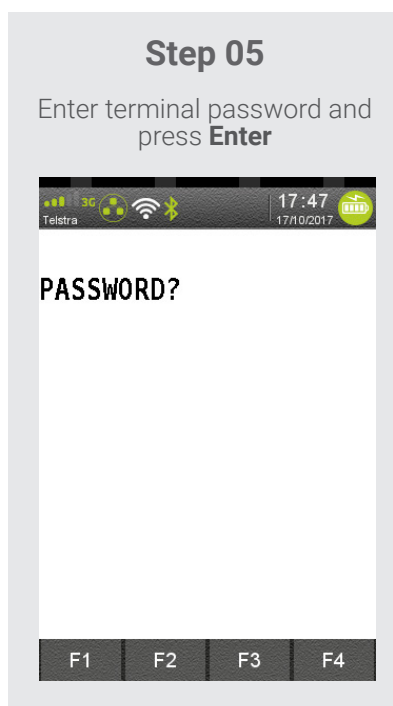 Step 05
Enter terminal password and
press Enter
3G 17:47
Telstra 17/10/2017
PASSWORD?
F1 F2 F3 F4